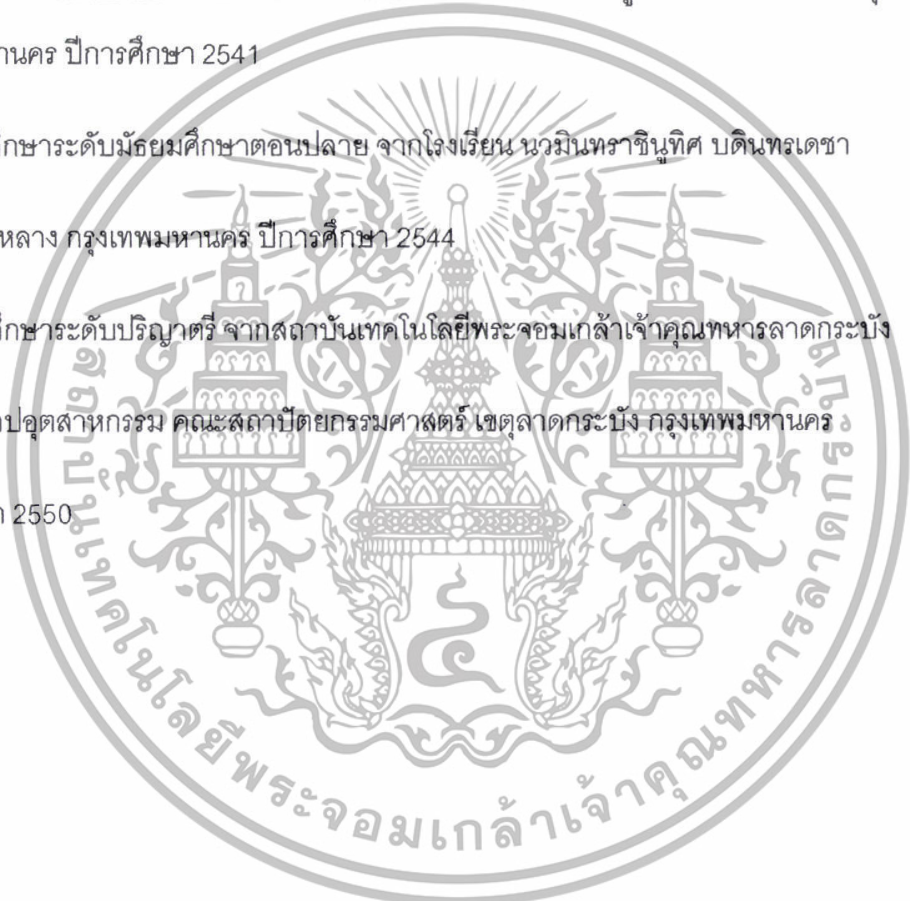 านคร ปีการศึกษา 2541
ศึกษาระดับมัธยมศึกษาตอนปลาย จากโรงเรียน นวมินทราชินูทิศ บดินทรเดชา
หลาง กรุงเทพมหานคร ปีการศึกษา 2544
ศึกษาระดับปริญาตรี จากสถาบันเทคโนโลยีพระจอมเกล้าเจ้าคุณทหารลาดกระบัง
ปอุตสาหกรรม คณะสถาปัตยกรรมศาสตร์ เขตลาดกระบัง กรุงเทพมหานคร
า 2550
สถาบันเทคโนโลยีพระจอมเกล้าเจ้าคุณทหารลาดกระบัง
๔